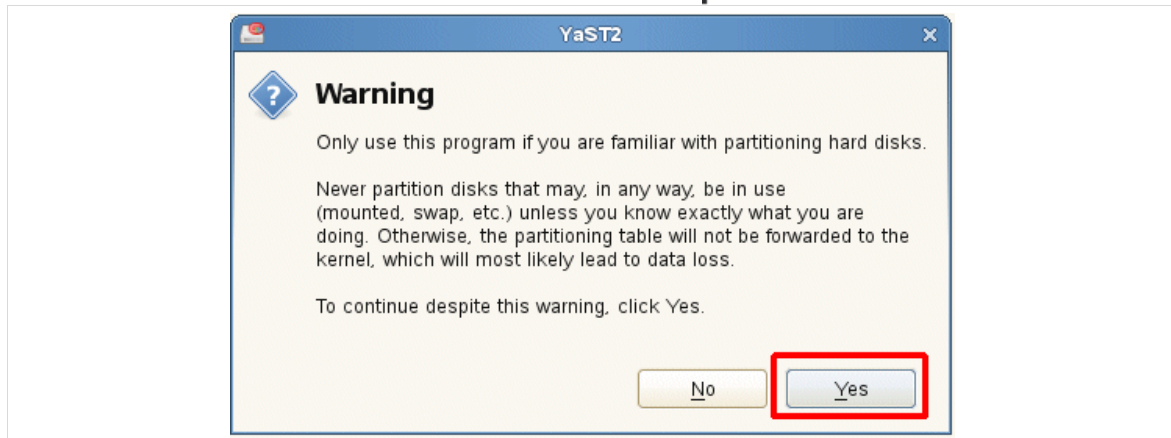 YaST2
Warning
Only use this program if you are familiar with partitioning hard disks.
Never partition disks that may, in any way, be in use
(mounted, swap, etc.) unless you know exactly what you are
doing. Otherwise, the partitioning table will not be forwarded to the
kernel, which will most likely lead to data loss.
To continue despite this warning, click Yes.
No Yes